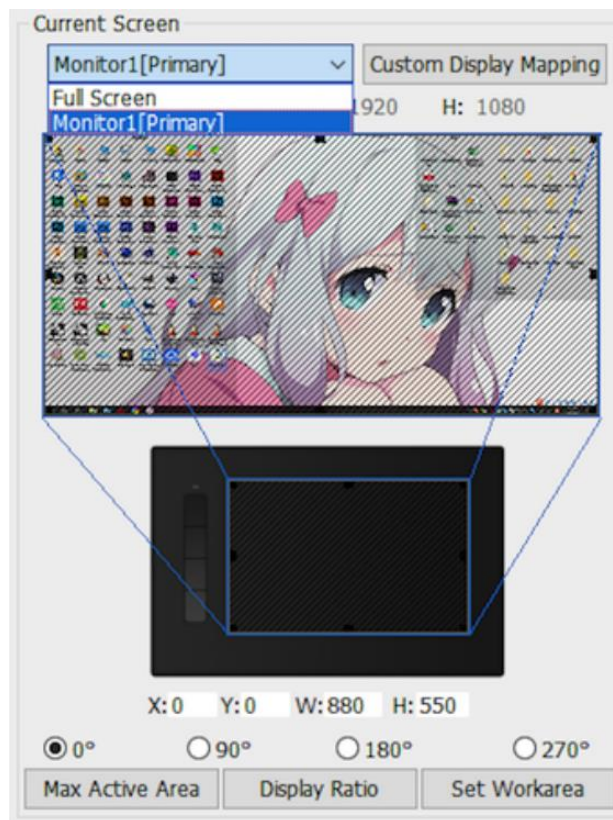 Current Screen
Monitor1[Primary] Custom Display Mapping
Full Screen 1920 H: 1080
Monitor1[Primary]
X: 0 Y: 0 W: 880 H: 550
0° 90° 180° 270°
Max Active Area Display Ratio Set Workarea